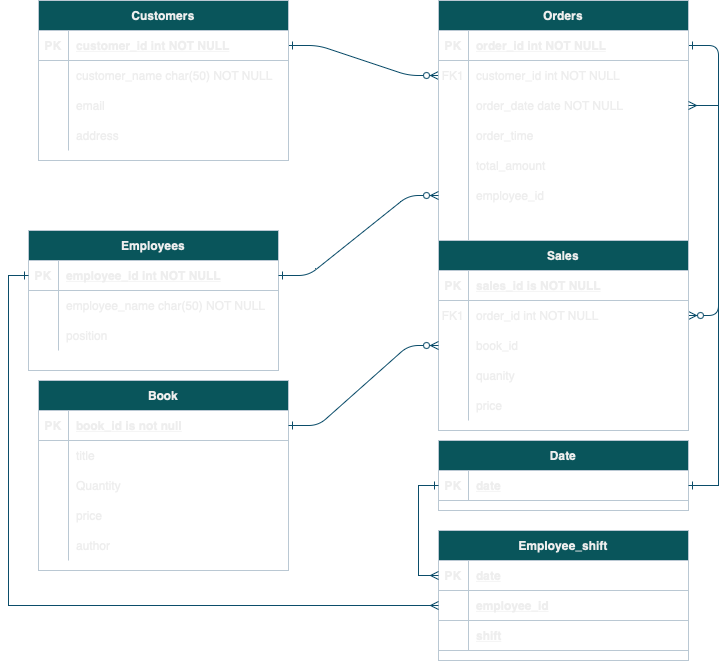 Customers
PK customer_id int NOT NULL
customer_name char(50) NOT NULL
email
address
Orders
PK order_id int NOT NULL
FK1 customer_id int NOT NULL
order_date date NOT NULL
order_time
total_amount
employee_id
Employees
PK employee_id int NOT NULL
employee_name char(50) NOT NULL
position
Sales
PK sales_id is NOT NULL
FK1 order_id int NOT NULL
book_id
quanity
price
Book
PK book_id is not null
title
Quantity
price
author
Date
PK date
Employee_shift
PK date
employee_id
shift